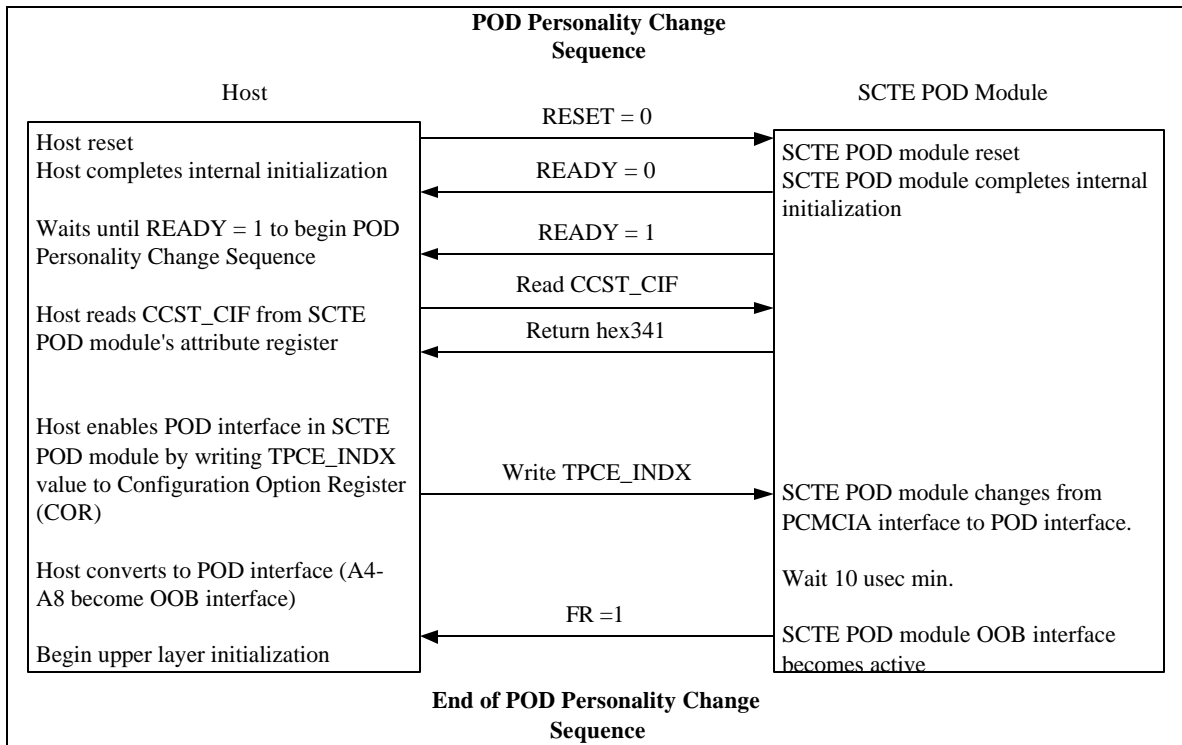 POD Personality Change
Sequence
Host
SCTE POD Module
RESET = 0
Host reset
Host completes internal initialization
SCTE POD module reset
SCTE POD module completes internal
initialization
READY = 0
Waits until READY = 1 to begin POD
Personality Change Sequence
READY = 1
Read CCST_CIF
Host reads CCST_CIF from SCTE
POD module's attribute register
Return hex341
Host enables POD interface in SCTE
POD module by writing TPCE_INDX
value to Configuration Option Register
(COR)
Write TPCE_INDX
SCTE POD module changes from
PCMCIA interface to POD interface.
Host converts to POD interface (A4-
A8 become OOB interface)
Wait 10 usec min.
FR =1
Begin upper layer initialization
SCTE POD module OOB interface
becomes active
End of POD Personality Change
Sequence